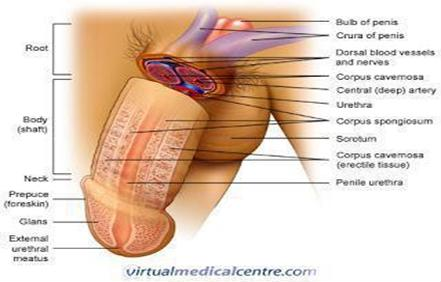 Root
Body
(shaft)
Neck
Prepuce
(foreskin)
Glans
External
urethral
meatus
Bulb of penis
Crura of penis
Dorsal blood vessels
and nerves
Corpus cavernosa
Central (deep) artery
Urethra
Corpus spongiosum
Scrotum
Corpus cavernosa
(erectile tissue)
Penile urethra
virtualmedicalcentre.com